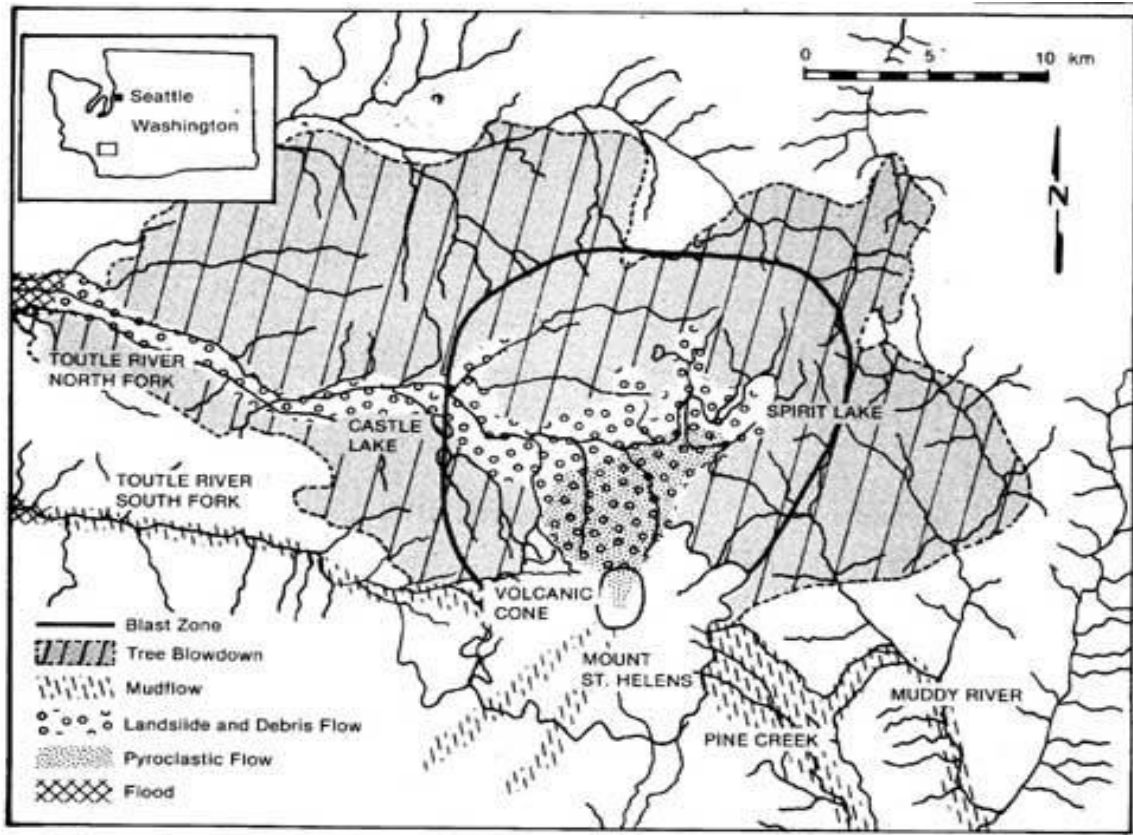 Seattle
Washington
0 5 10 km
N
TOUTLE RIVER
NORTH FORK
CASTLE
LAKE
SPIRIT LAKE
TOUTLE RIVER
SOUTH FORK
VOLCANIC
CONE
MOUNT
ST. HELENS
MUDDY RIVER
PINE CREEK
Blast Zone
Tree Blowdown
Mudflow
Landslide and Debris Flow
Pyroclastic Flow
Flood